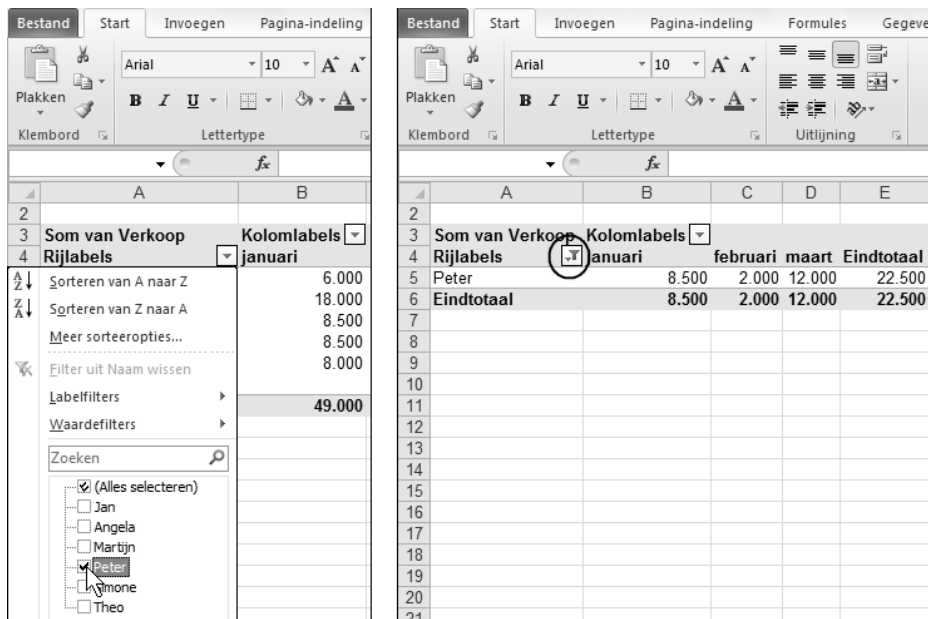 Bestand Start Invoegen Pagina-indeling
Arial 10 A A
Plakken B I U A
Klembord Lettertype
fx
A B
2
3 Som van Verkoop Kolomlabels
4 Rijlabels januari
Sorteren van A naar Z 6.000
Sorteren van Z naar A 18.000
8.500
Meer sorteeropties... 8.500
Filter uit Naam wissen 8.000
Labelfilters
49.000
Waardefilters
Zoeken
(Alles selecteren)
Jan
Angela
Martijn
Peter
Simone
Theo
Bestand Start Invoegen Pagina-indeling Formules Gegeve
Arial 10 A A
Plakken B I U A
Klembord Lettertype Uitlijning
fx
A B C D E
2
3 Som van Verkoop Kolomlabels
4 Rijlabels januari februari maart Eindtotaal
5 Peter 8.500 2.000 12.000 22.500
6 Eindtotaal 8.500 2.000 12.000 22.500
7
8
9
10
11
12
13
14
15
16
17
18
19
20
21